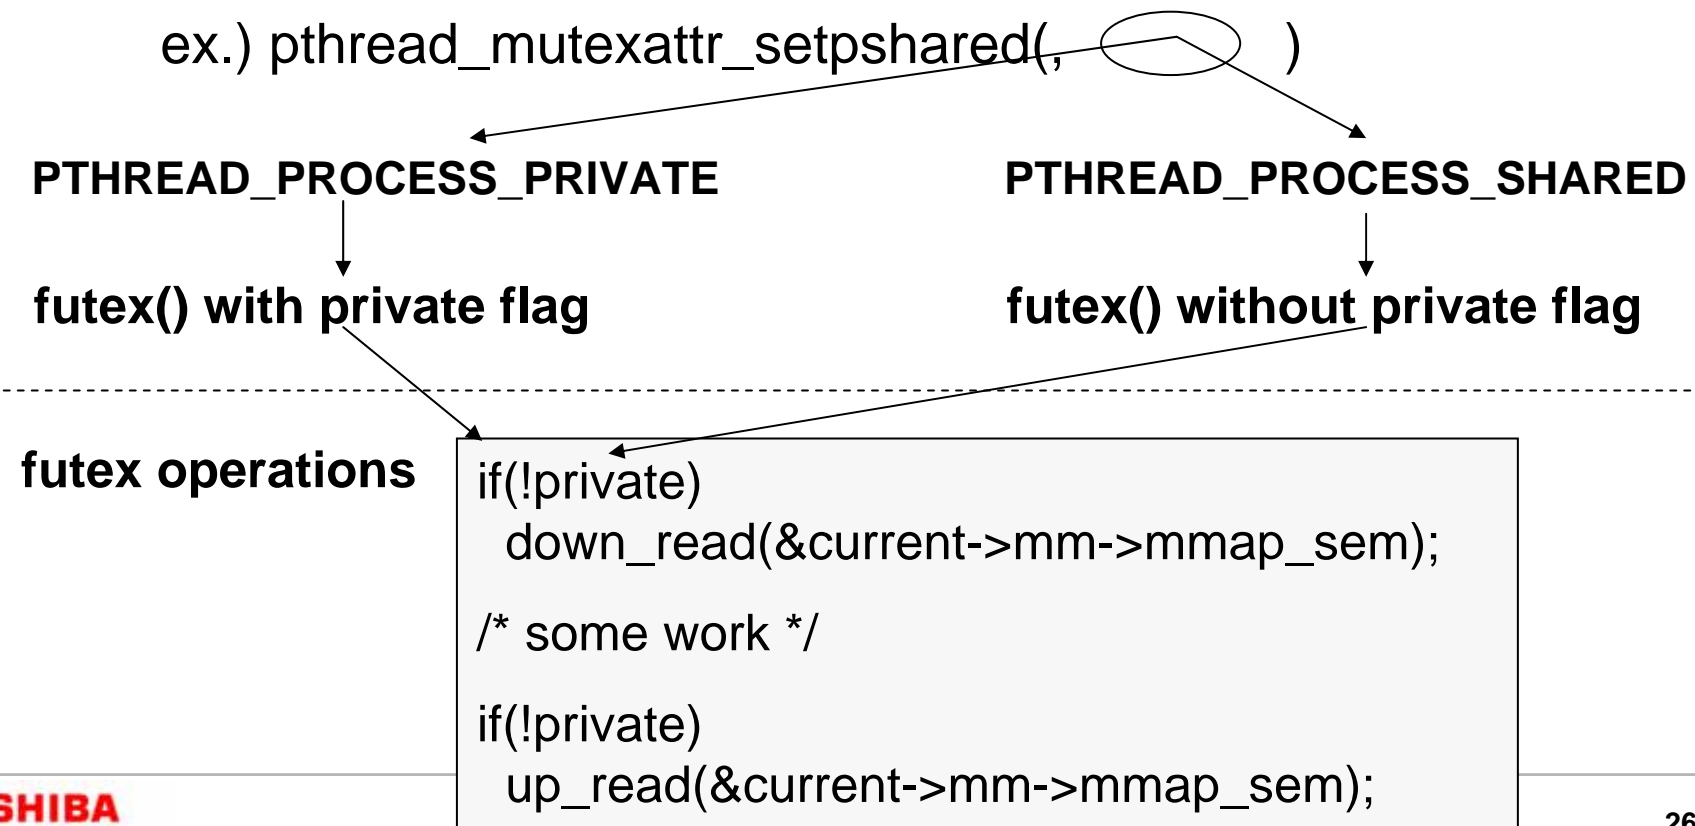 ex.) pthread_mutexattr_setpshared(, )
PTHREAD_PROCESS_PRIVATE
PTHREAD_PROCESS_SHARED
futex() with private flag
futex() without private flag
futex operations
if(!private)
down_read(&current->mm->mmap_sem);
/* some work */
if(!private)
up_read(&current->mm->mmap_sem);
SHIBA
26